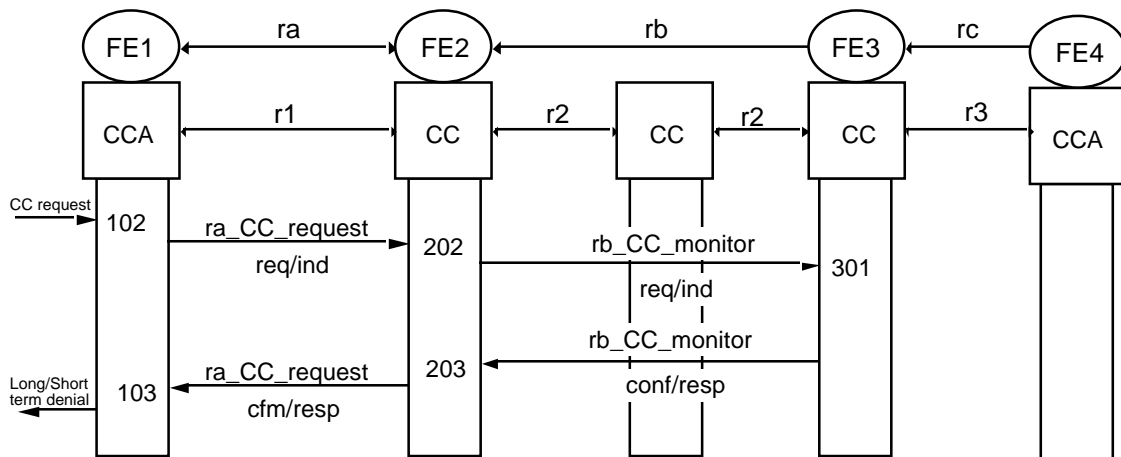 ra
rb
rc
FE1
FE2
FE3
FE4
r1
r2
r2
r3
CCA
CC
CC
CC
CCA
CC request
102
ra_CC_request
202
rb_CC_monitor
301
req/ind
req/ind
rb_CC_monitor
203
Long/Short
term denial
103
ra_CC_request
conf/resp
cfm/resp